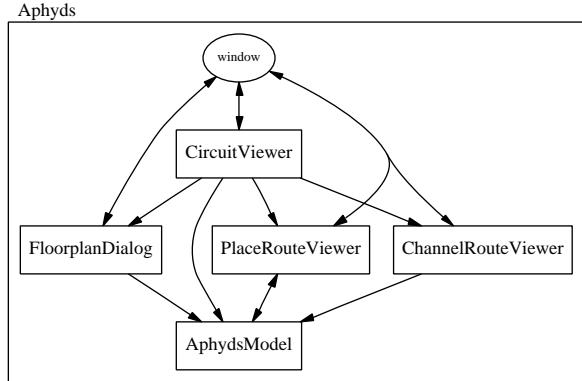 Aphyds
window
CircuitViewer
FloorplanDialog
PlaceRouteViewer
ChannelRouteViewer
AphydsModel